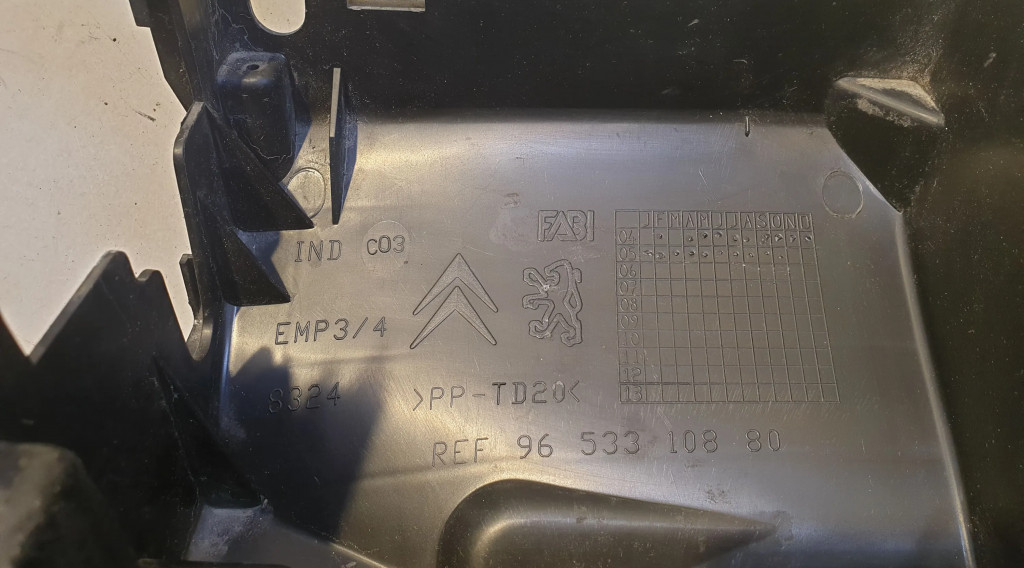 FABI
JFMAMJJASOND
04
05
06
07
08
09
10
11
12
13
IND C03
EMP3/4
8324 >PP-TD20<
REF 96 533 108 80